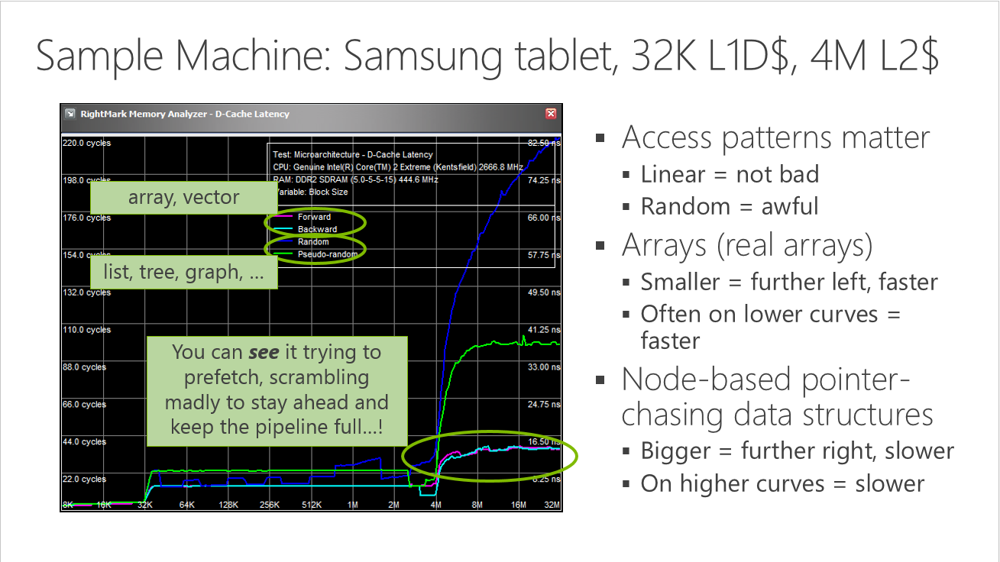 Sample Machine: Samsung tablet, 32K L1D$, 4M L2$
RightMark Memory Analyzer - D-Cache Latency
220.0 cycles
82.50 ns
Test: Microarchitecture - D-Cache Latency
CPU: Genuine Intel(R) Core(TM) 2 Extreme (Kentsfield) 2666.8 MHz
198.0 cycles
RAM: DDR2 SDRAM (5.0-5-5-15) 444.6 MHz
74.25 ns
Variable: Block Size
array, vector
176.0 cycles
Forward
66.00 ns
Backward
Random
154.0 cycles
Pseudo-random
57.75 ns
list, tree, graph, ...
132.0 cycles
49.50 ns
110.0 cycles
41.25 ns
You can see it trying to
prefetch, scrambling
madly to stay ahead and
keep the pipeline full...!
88.0 cycles
33.00 ns
66.0 cycles
24.75 ns
44.0 cycles
16.50 ns
22.0 cycles
8.25 ns
8K 16K 32K 64K 128K 256K 512K 1M 2M 4M 8M 16M 32M
▪ Access patterns matter
▪ Linear = not bad
▪ Random = awful
▪ Arrays (real arrays)
▪ Smaller = further left, faster
▪ Often on lower curves =
faster
▪ Node-based pointer-
chasing data structures
▪ Bigger = further right, slower
▪ On higher curves = slower